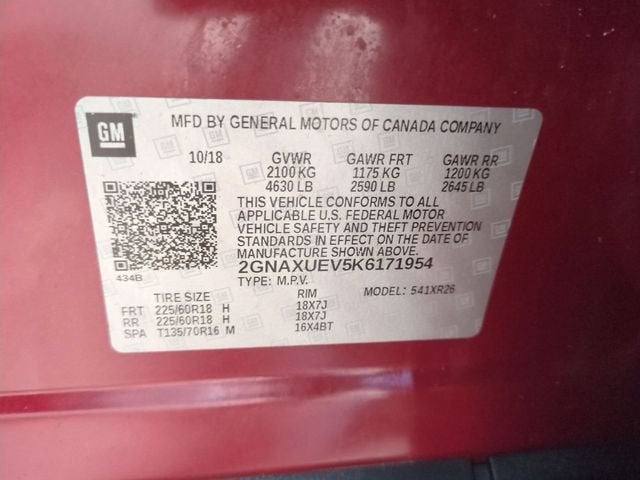 GM
MFD BY GENERAL MOTORS OF CANADA COMPANY
10/18 GVWR GAWR FRT GAWR RR
2100 KG 1175 KG 1200 KG
4630 LB 2590 LB 2645 LB
THIS VEHICLE CONFORMS TO ALL
APPLICABLE U.S. FEDERAL MOTOR
VEHICLE SAFETY AND THEFT PREVENTION
STANDARDS IN EFFECT ON THE DATE OF
MANUFACTURE SHOWN ABOVE.
434B 2GNAXUEV5K6171954
TYPE: M.P.V. MODEL: 541XR26
TIRE SIZE RIM
FRT 225/60R18 H 18X7J
RR 225/60R18 H 18X7J
SPA T135/70R16 M 16X4BT